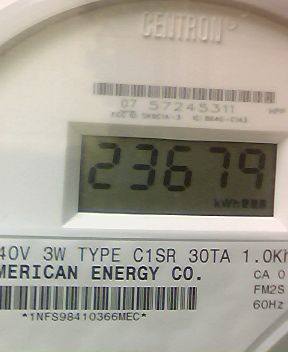 CENTRON
07 57245311
23679
kWh
40V 3W TYPE C1SR 30TA 1.0Kh
MERICAN ENERGY CO.
CA 0
FM2S
60Hz
*1NFS98410366MEC*